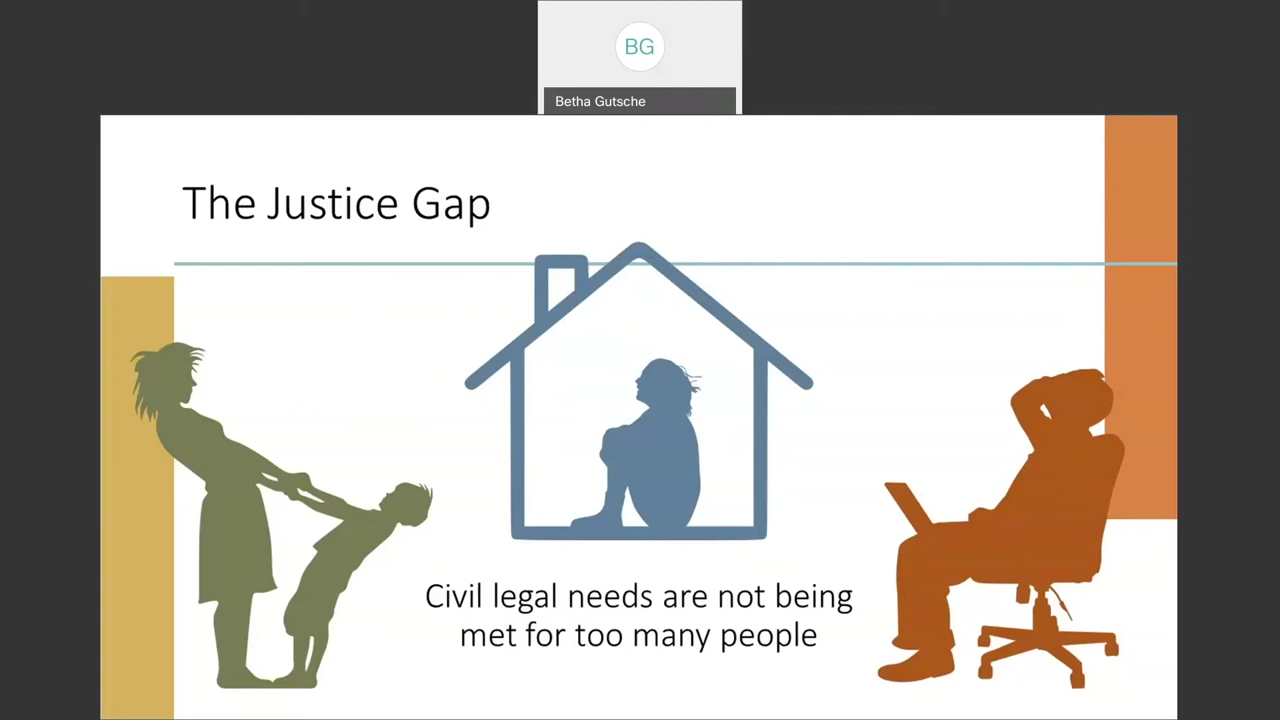 BG
Betha Gutsche
The Justice Gap
Civil legal needs are not being
met for too many people